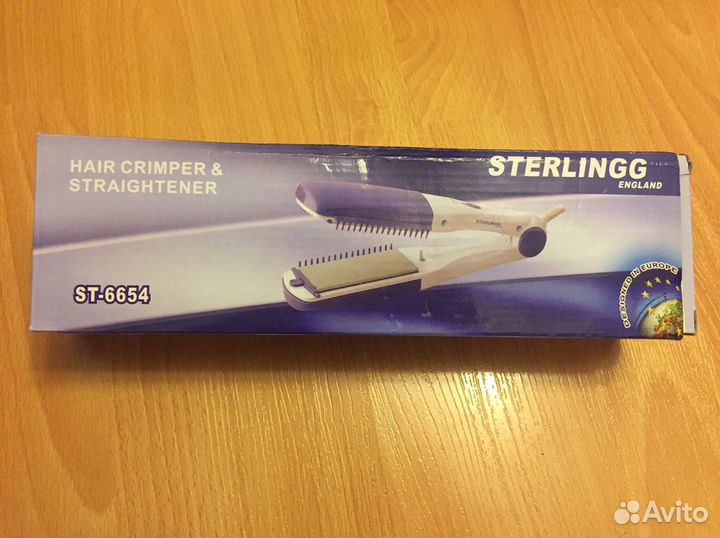 HAIR CRIMPER &
STRAIGHTENER
STERLINGG
ENGLAND
STERLINGG
ST-6654
DESIGNED IN EUROPE
Avito